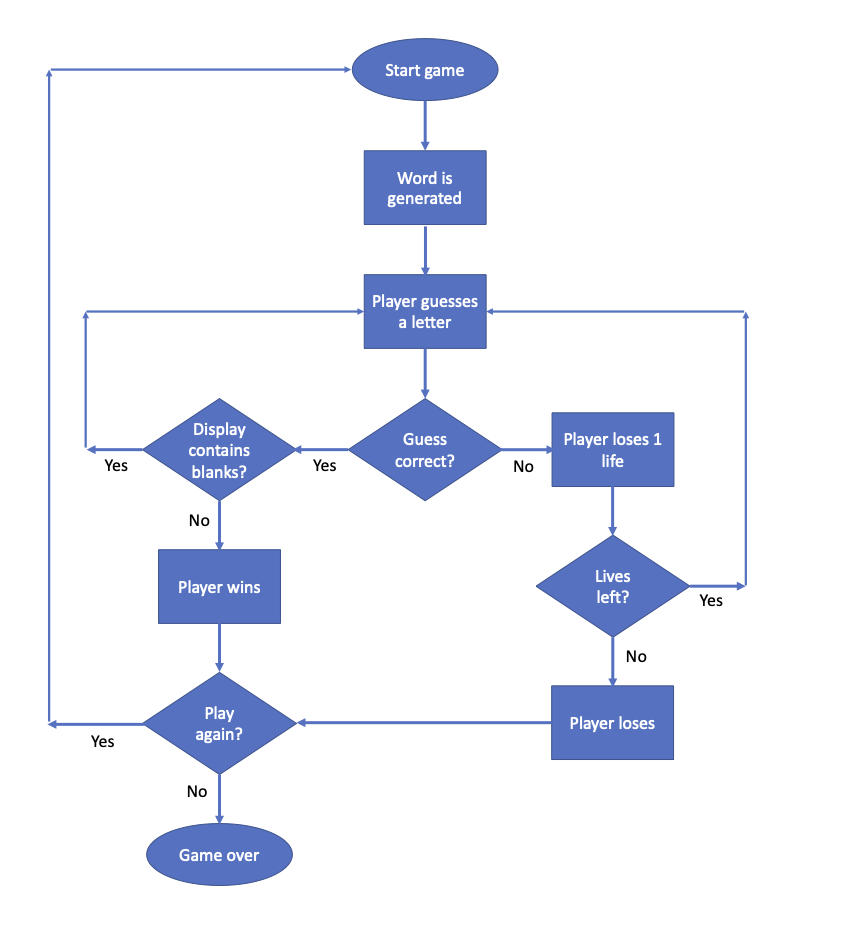 Start game
Word is
generated
Player guesses
a letter
Display
contains
blanks?
Guess
correct?
Player loses 1
life
Yes
Yes
No
No
Player wins
Lives
left?
Yes
No
Play
again?
Player loses
Yes
No
Game over